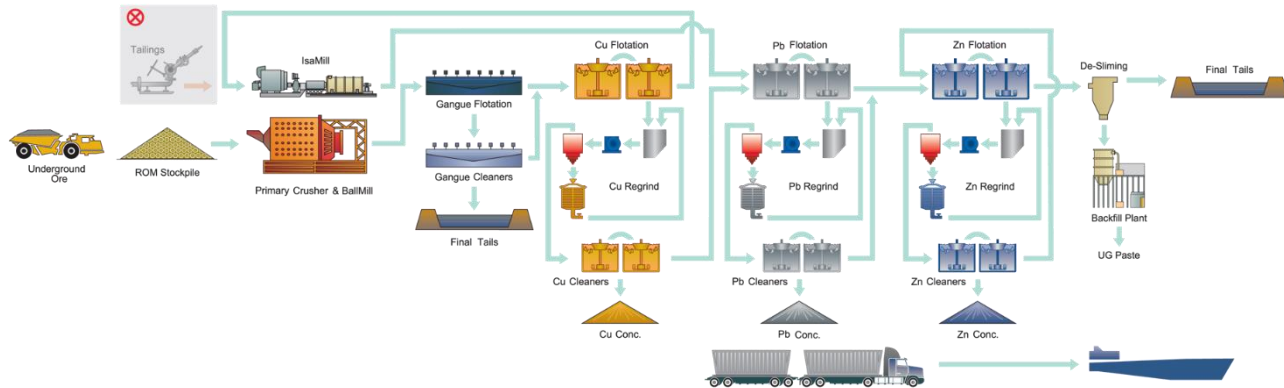 Tailings
IsaMill
Cu Flotation
Pb Flotation
Zn Flotation
De-Sliming
Final Tails
Gangue Flotation
Underground
Ore
ROM Stockpile
Primary Crusher & BallMill
Gangue Cleaners
Final Tails
Cu Regrind
Pb Regrind
Zn Regrind
Backfill Plant
UG Paste
Cu Cleaners
Pb Cleaners
Zn Cleaners
Cu Conc.
Pb Conc.
Zn Conc.